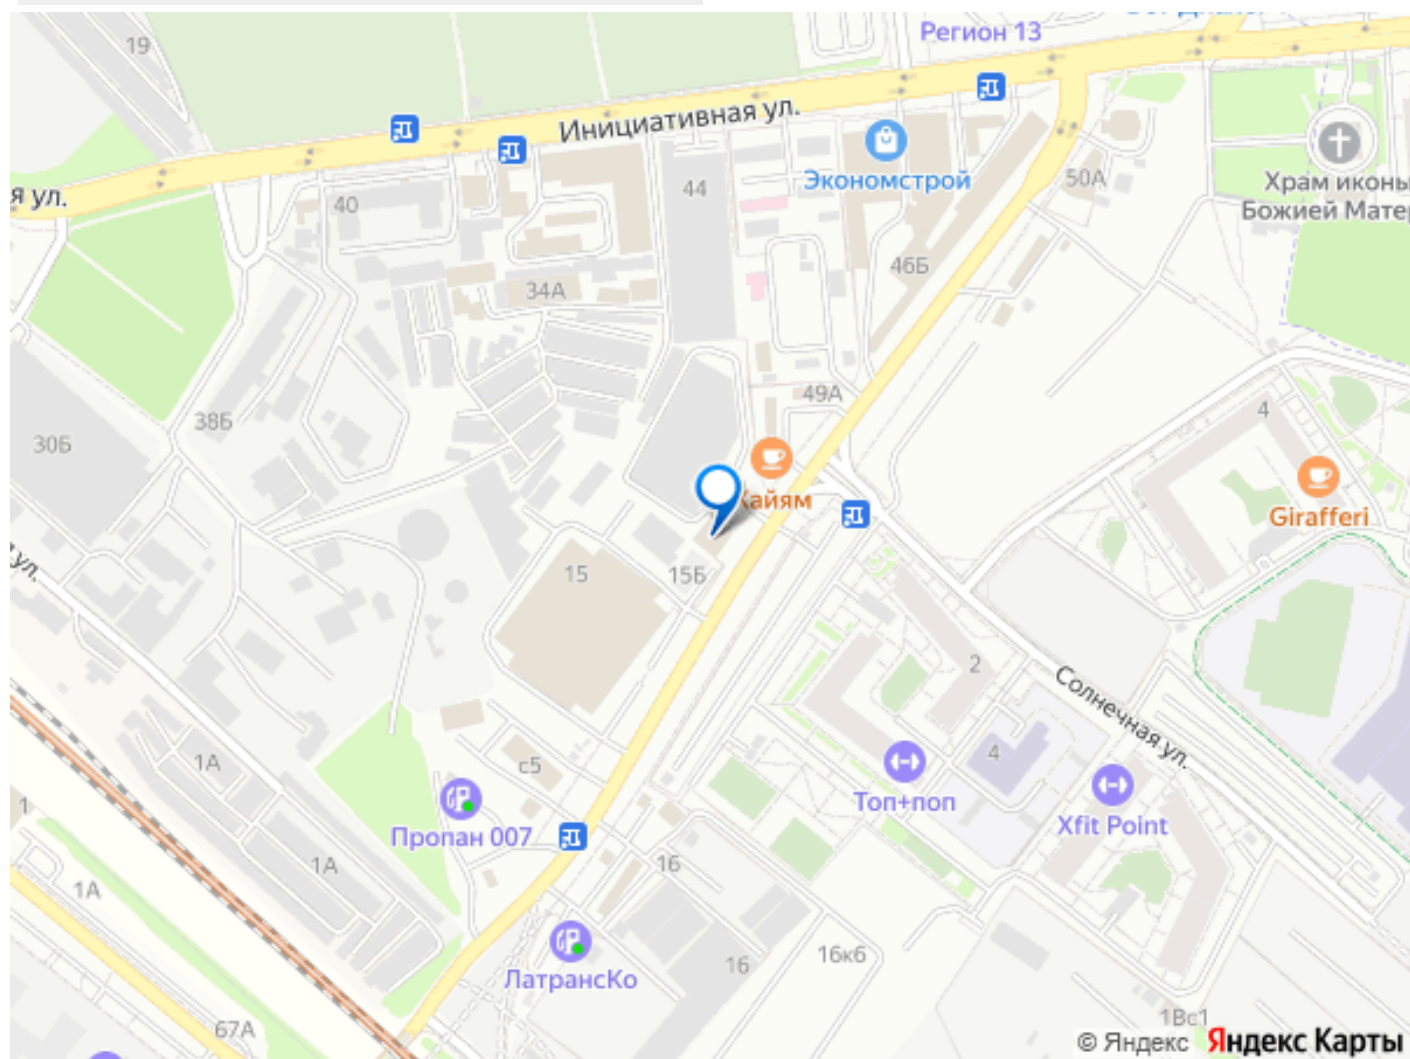 19
Регион 13
Инициативная ул.
Экономстрой
50А
Храм иконы
Божией Матер
я ул.
40
44
34А
46Б
49А
4
38Б
30Б
Хайям
Girafferi
15
15Б
2
ул.
Солнечная ул.
4
1А
с5
Топ+поп
Xfit Point
1
Пропан 007
16
1А
1А
16к6
16
ЛатрансКо
67А
1Вс1
© Яндекс Яндекс Карты